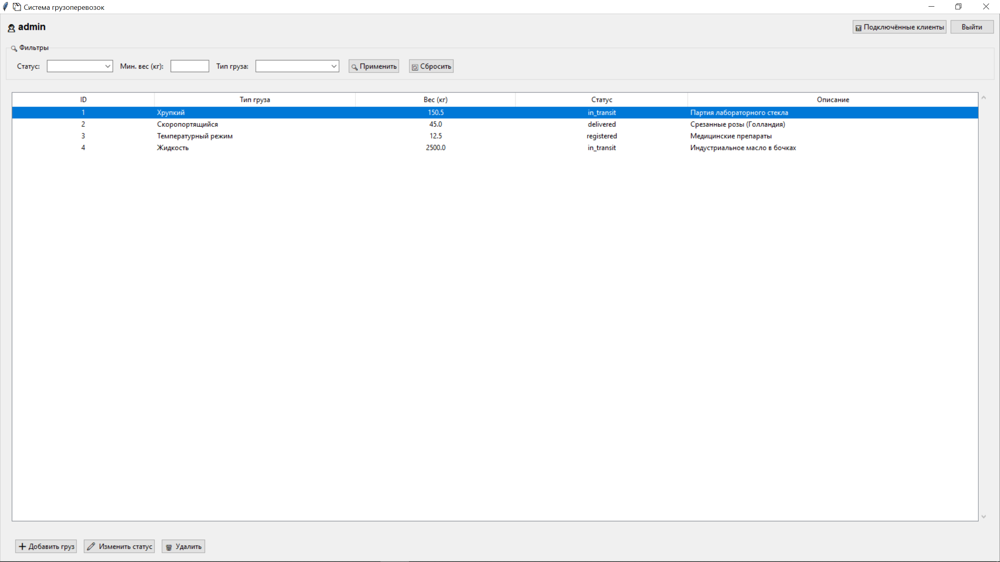 Система грузоперевозок
admin
Подключённые клиенты
Выйти
Фильтры
Статус: Мин. вес (кг): Тип груза: Применить Сбросить
ID Тип груза Вес (кг) Статус Описание
1 Хрупкий 150.5 in_transit Партия лабораторного стекла
2 Скоропортящийся 45.0 delivered Срезанные розы (Голландия)
3 Температурный режим 12.5 registered Медицинские препараты
4 Жидкость 2500.0 in_transit Индустриальное масло в бочках
Добавить груз Изменить статус Удалить